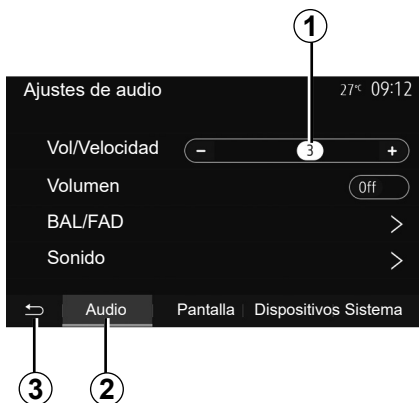 1
Ajustes de audio 27°C 09:12
Vol/Velocidad - 3 +
Volumen Off
BAL/FAD
Sonido
Audio Pantalla Dispositivos Sistema
3 2